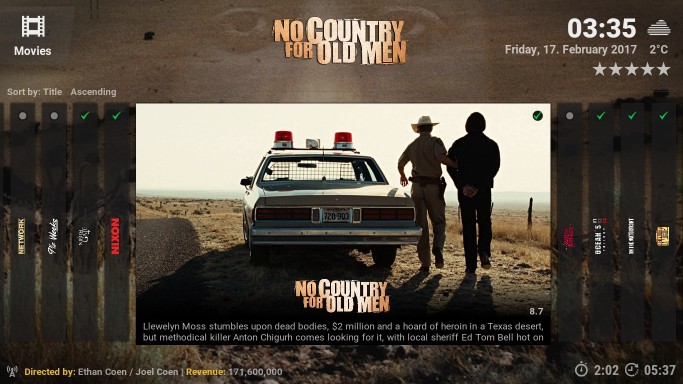 Movies
NO COUNTRY
FOR OLD MEN
03:35
Friday, 17. February 2017 2°C
Sort by: Title Ascending
NETWORK
NIXON
720·903
NO COUNTRY
FOR OLD MEN
8.7
Llewelyn Moss stumbles upon dead bodies, $2 million and a hoard of heroin in a Texas desert,
but methodical killer Anton Chigurh comes looking for it, with local sheriff Ed Tom Bell hot on
OCEAN'S
Directed by: Ethan Coen / Joel Coen | Revenue: 171,600,000
2:02 05:37